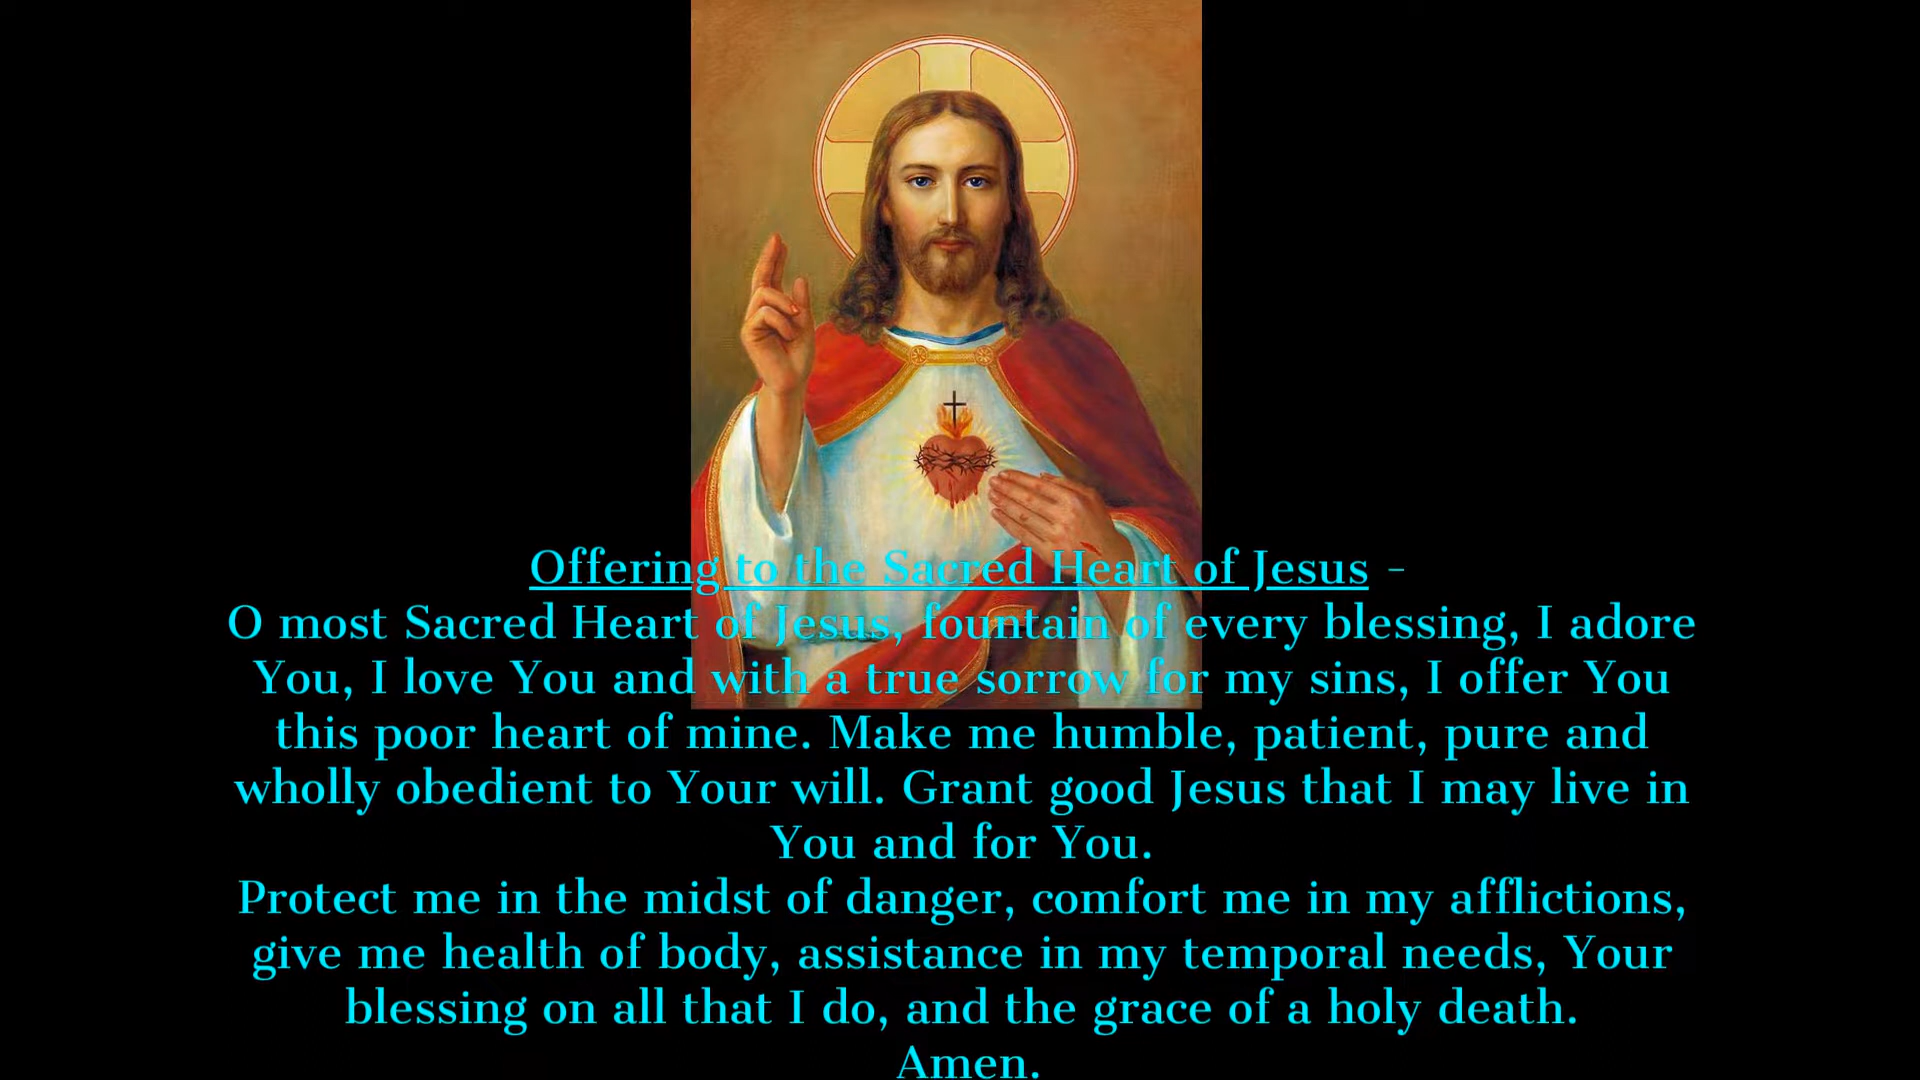 Offering to the Sacred Heart of Jesus -
O most Sacred Heart of Jesus, fountain of every blessing, I adore
You, I love You and with a true sorrow for my sins, I offer You
this poor heart of mine. Make me humble, patient, pure and
wholly obedient to Your will. Grant good Jesus that I may live in
You and for You.
Protect me in the midst of danger, comfort me in my afflictions,
give me health of body, assistance in my temporal needs, Your
blessing on all that I do, and the grace of a holy death.
Amen.